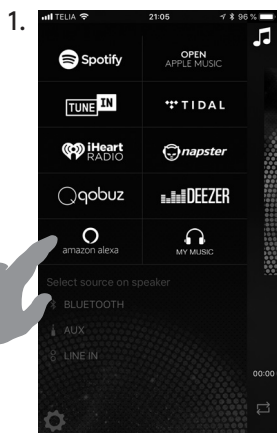 1.
TELIA 21:05 96 %
Spotify
OPEN
APPLE MUSIC
TUNE IN
TIDAL
iHeart
RADIO
napster
qobuz
DEEZER
amazon alexa
MY MUSIC
Select source on speaker
BLUETOOTH
AUX
LINE IN
00:00